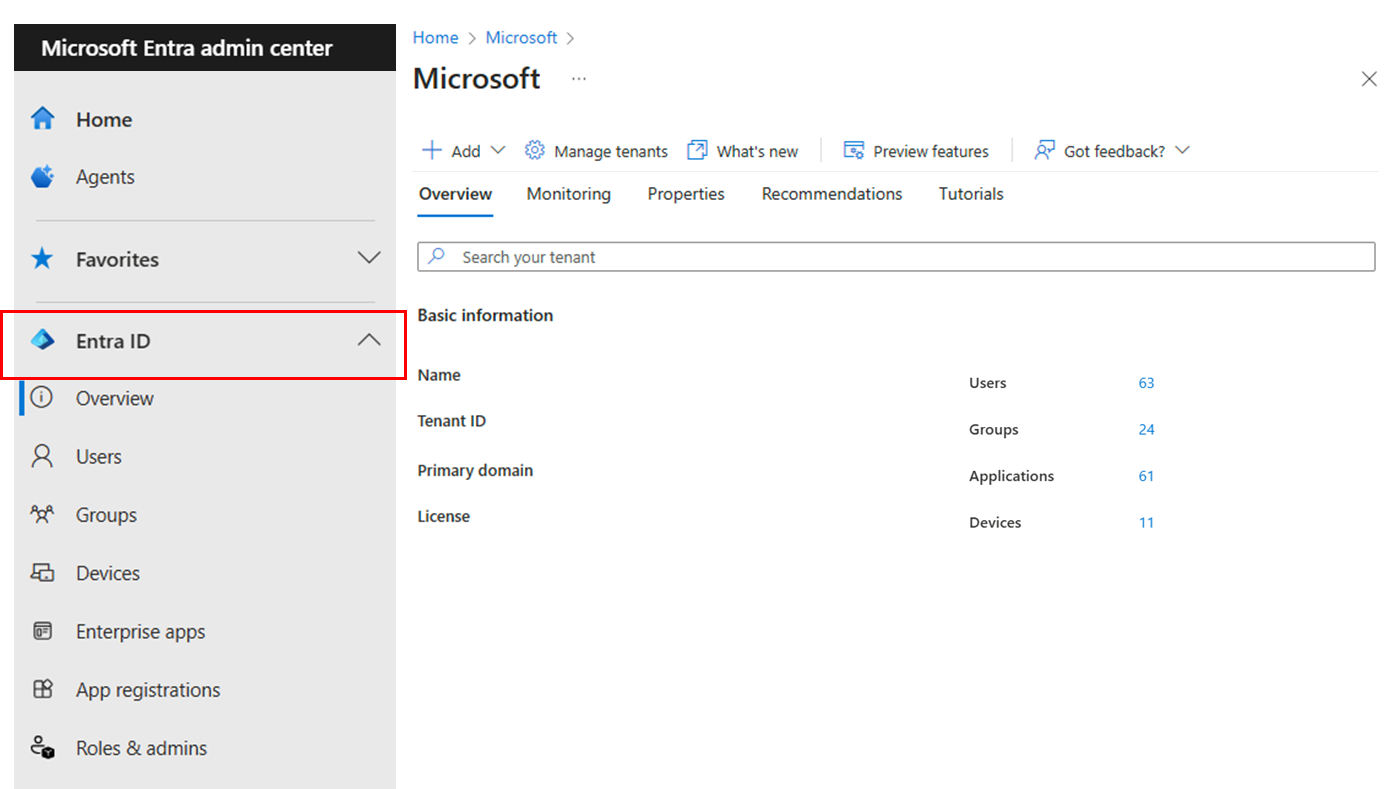 Microsoft Entra admin center
Home
Agents
Favorites
Entra ID
Overview
Users
Groups
Devices
Enterprise apps
App registrations
Roles & admins
Home > Microsoft >
Microsoft ...
Add
Manage tenants
What's new
Preview features
Got feedback?
Overview Monitoring Properties Recommendations Tutorials
Search your tenant
Basic information
Name
Tenant ID
Primary domain
License
Users 63
Groups 24
Applications 61
Devices 11